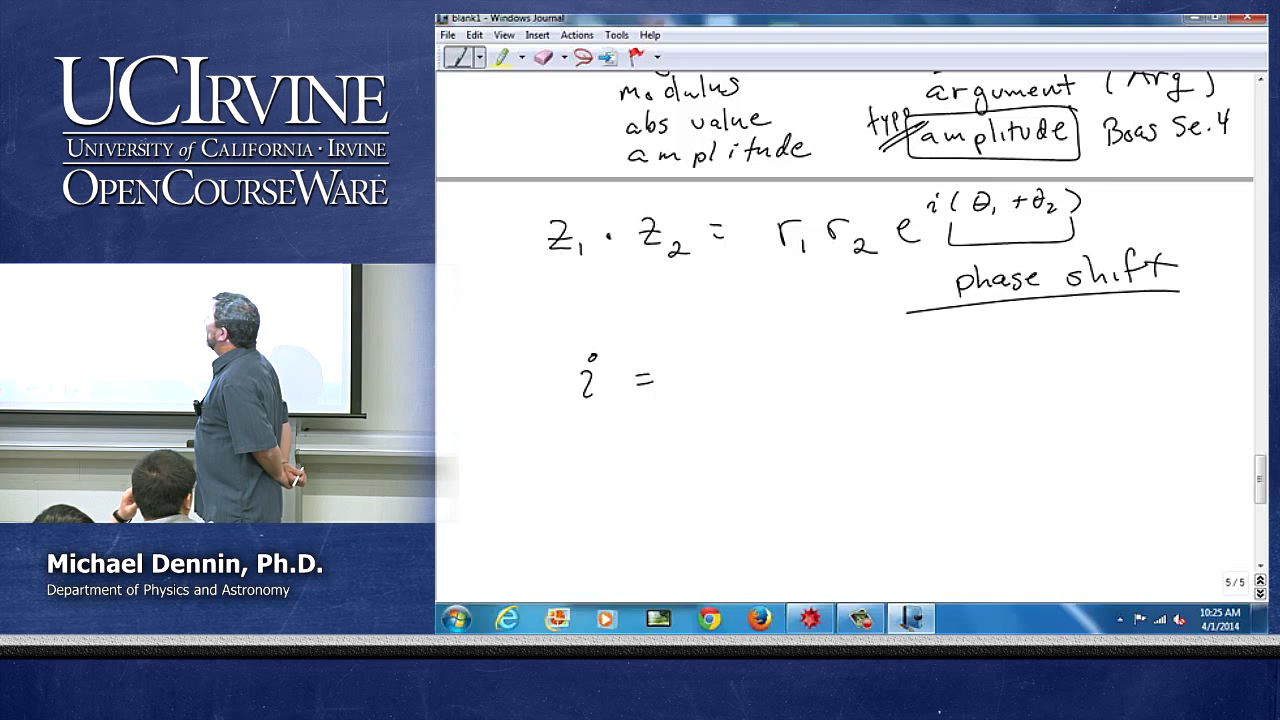 UCIRVINE
UNIVERSITY of CALIFORNIA · IRVINE
OPENCOURSEWARE
Michael Dennin, Ph.D.
Department of Physics and Astronomy
blank1 - Windows Journal
File Edit View Insert Actions Tools Help
modulus
abs value
amplitude
argument (Arg)
type amplitude Boas Se. 4
z₁ · z₂ = r₁ r₂ e^{i(θ₁ + θ₂)}
phase shift
i =
5/5
10:25 AM
4/1/2014